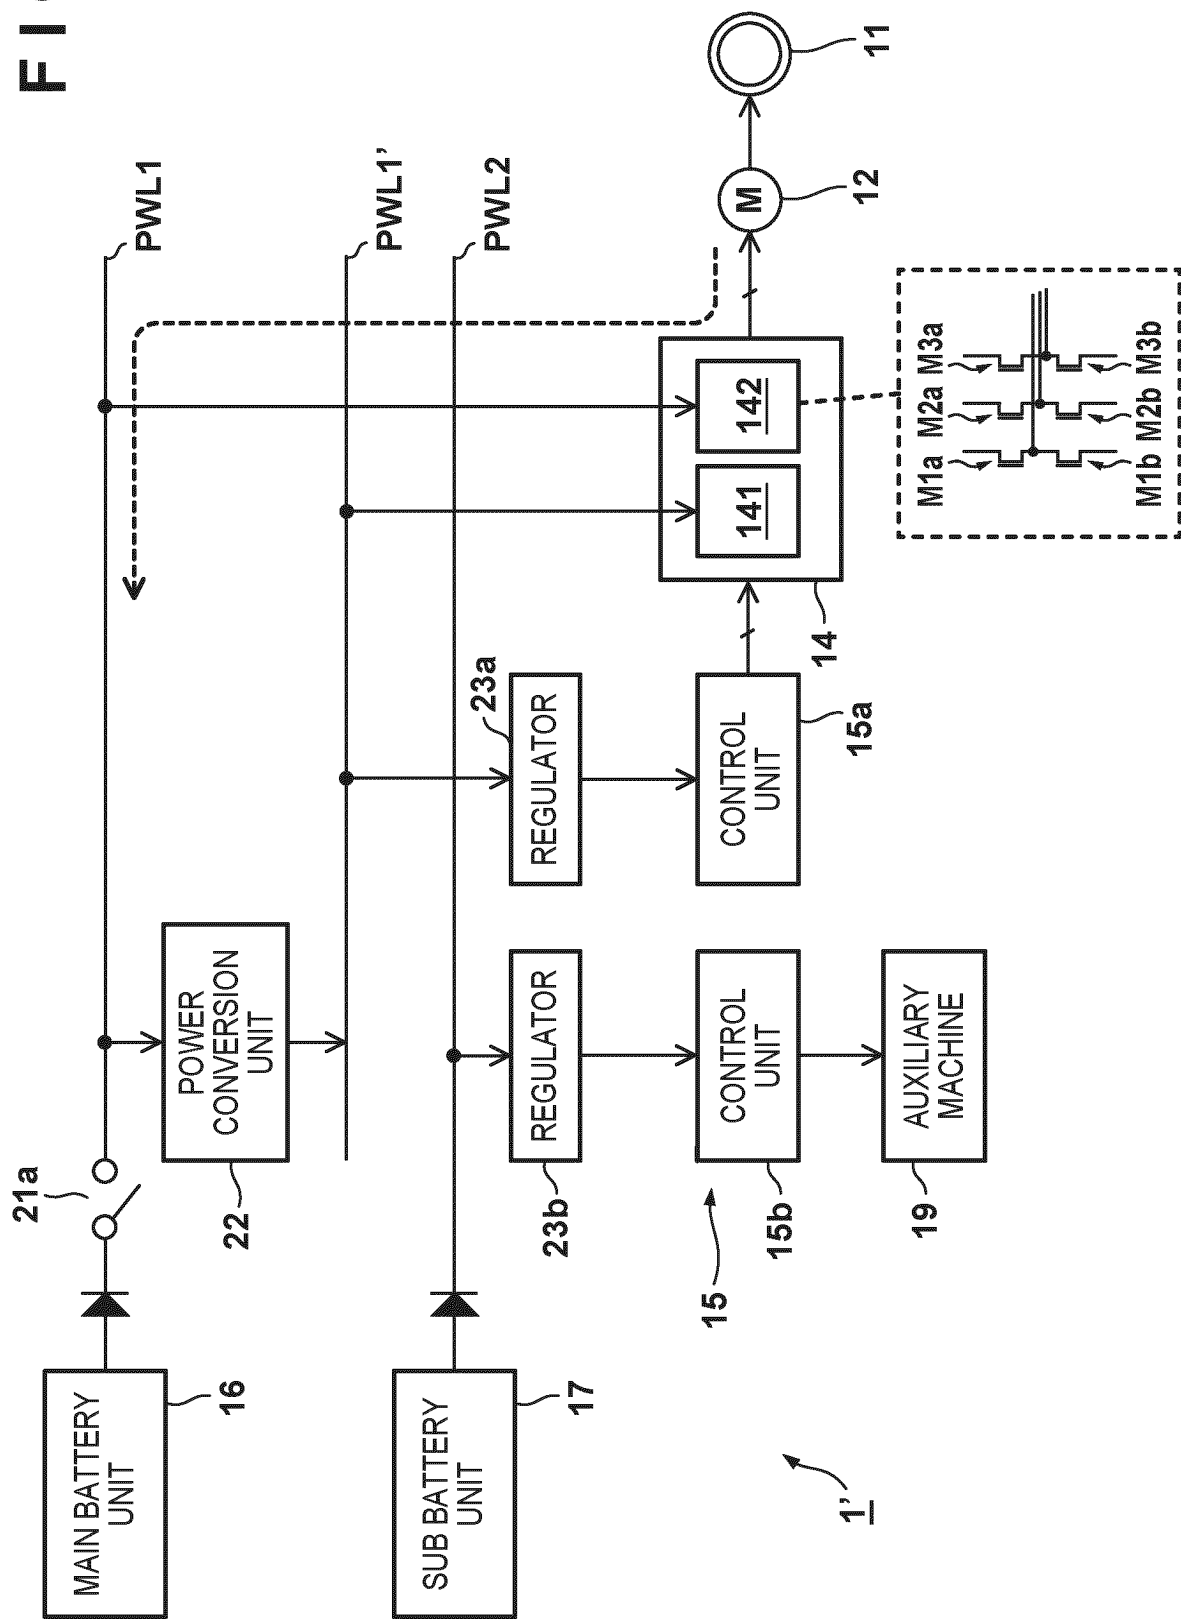 F I
PWL1
PWL1'
PWL2
21a
MAIN BATTERY
UNIT
16
POWER
CONVERSION
UNIT
22
SUB BATTERY
UNIT
17
REGULATOR
23a
REGULATOR
23b
CONTROL
UNIT
15a
CONTROL
UNIT
15b
15
AUXILIARY
MACHINE
19
141
142
14
M
12
11
M1a
M2a
M3a
M1b
M2b
M3b
1'